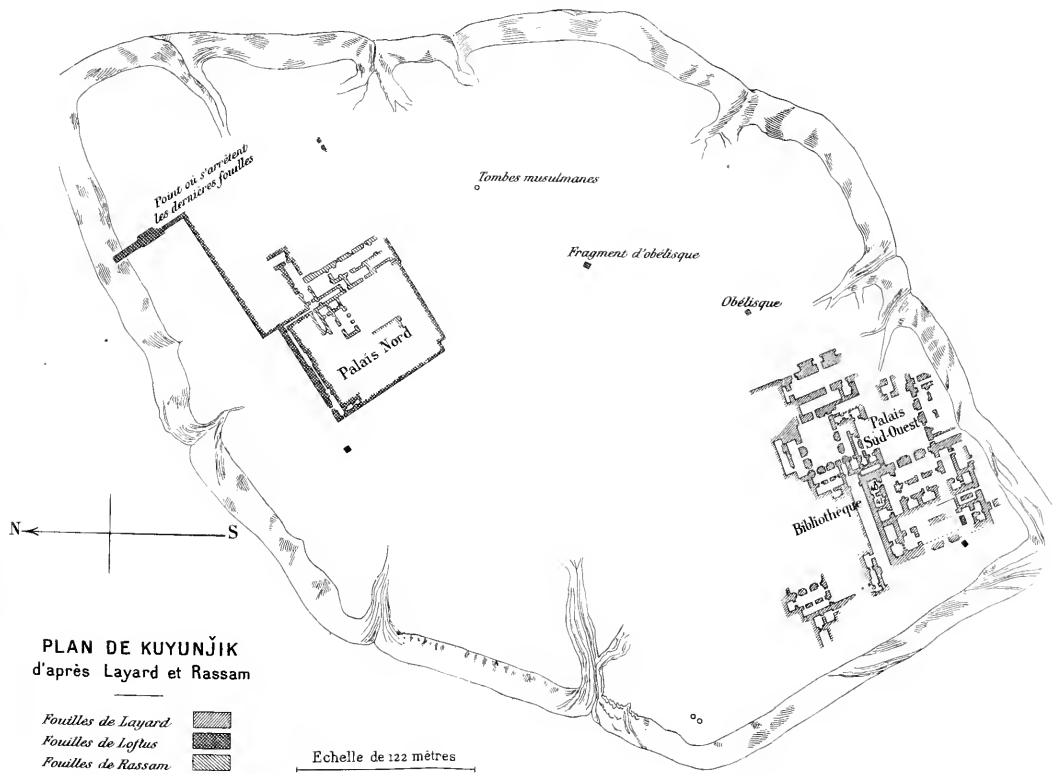 Point où s'arrêtent
les dernières fouilles
Tombes musulmanes
Fragment d'obélisque
Obélisque
Palais Nord
Palais
Sud-Ouest
Bibliothèque
N
S
PLAN DE KUYUNJ̌IK
d'après Layard et Rassam
Fouilles de Layard
Fouilles de Loftus
Fouilles de Rassam
Echelle de 122 mètres